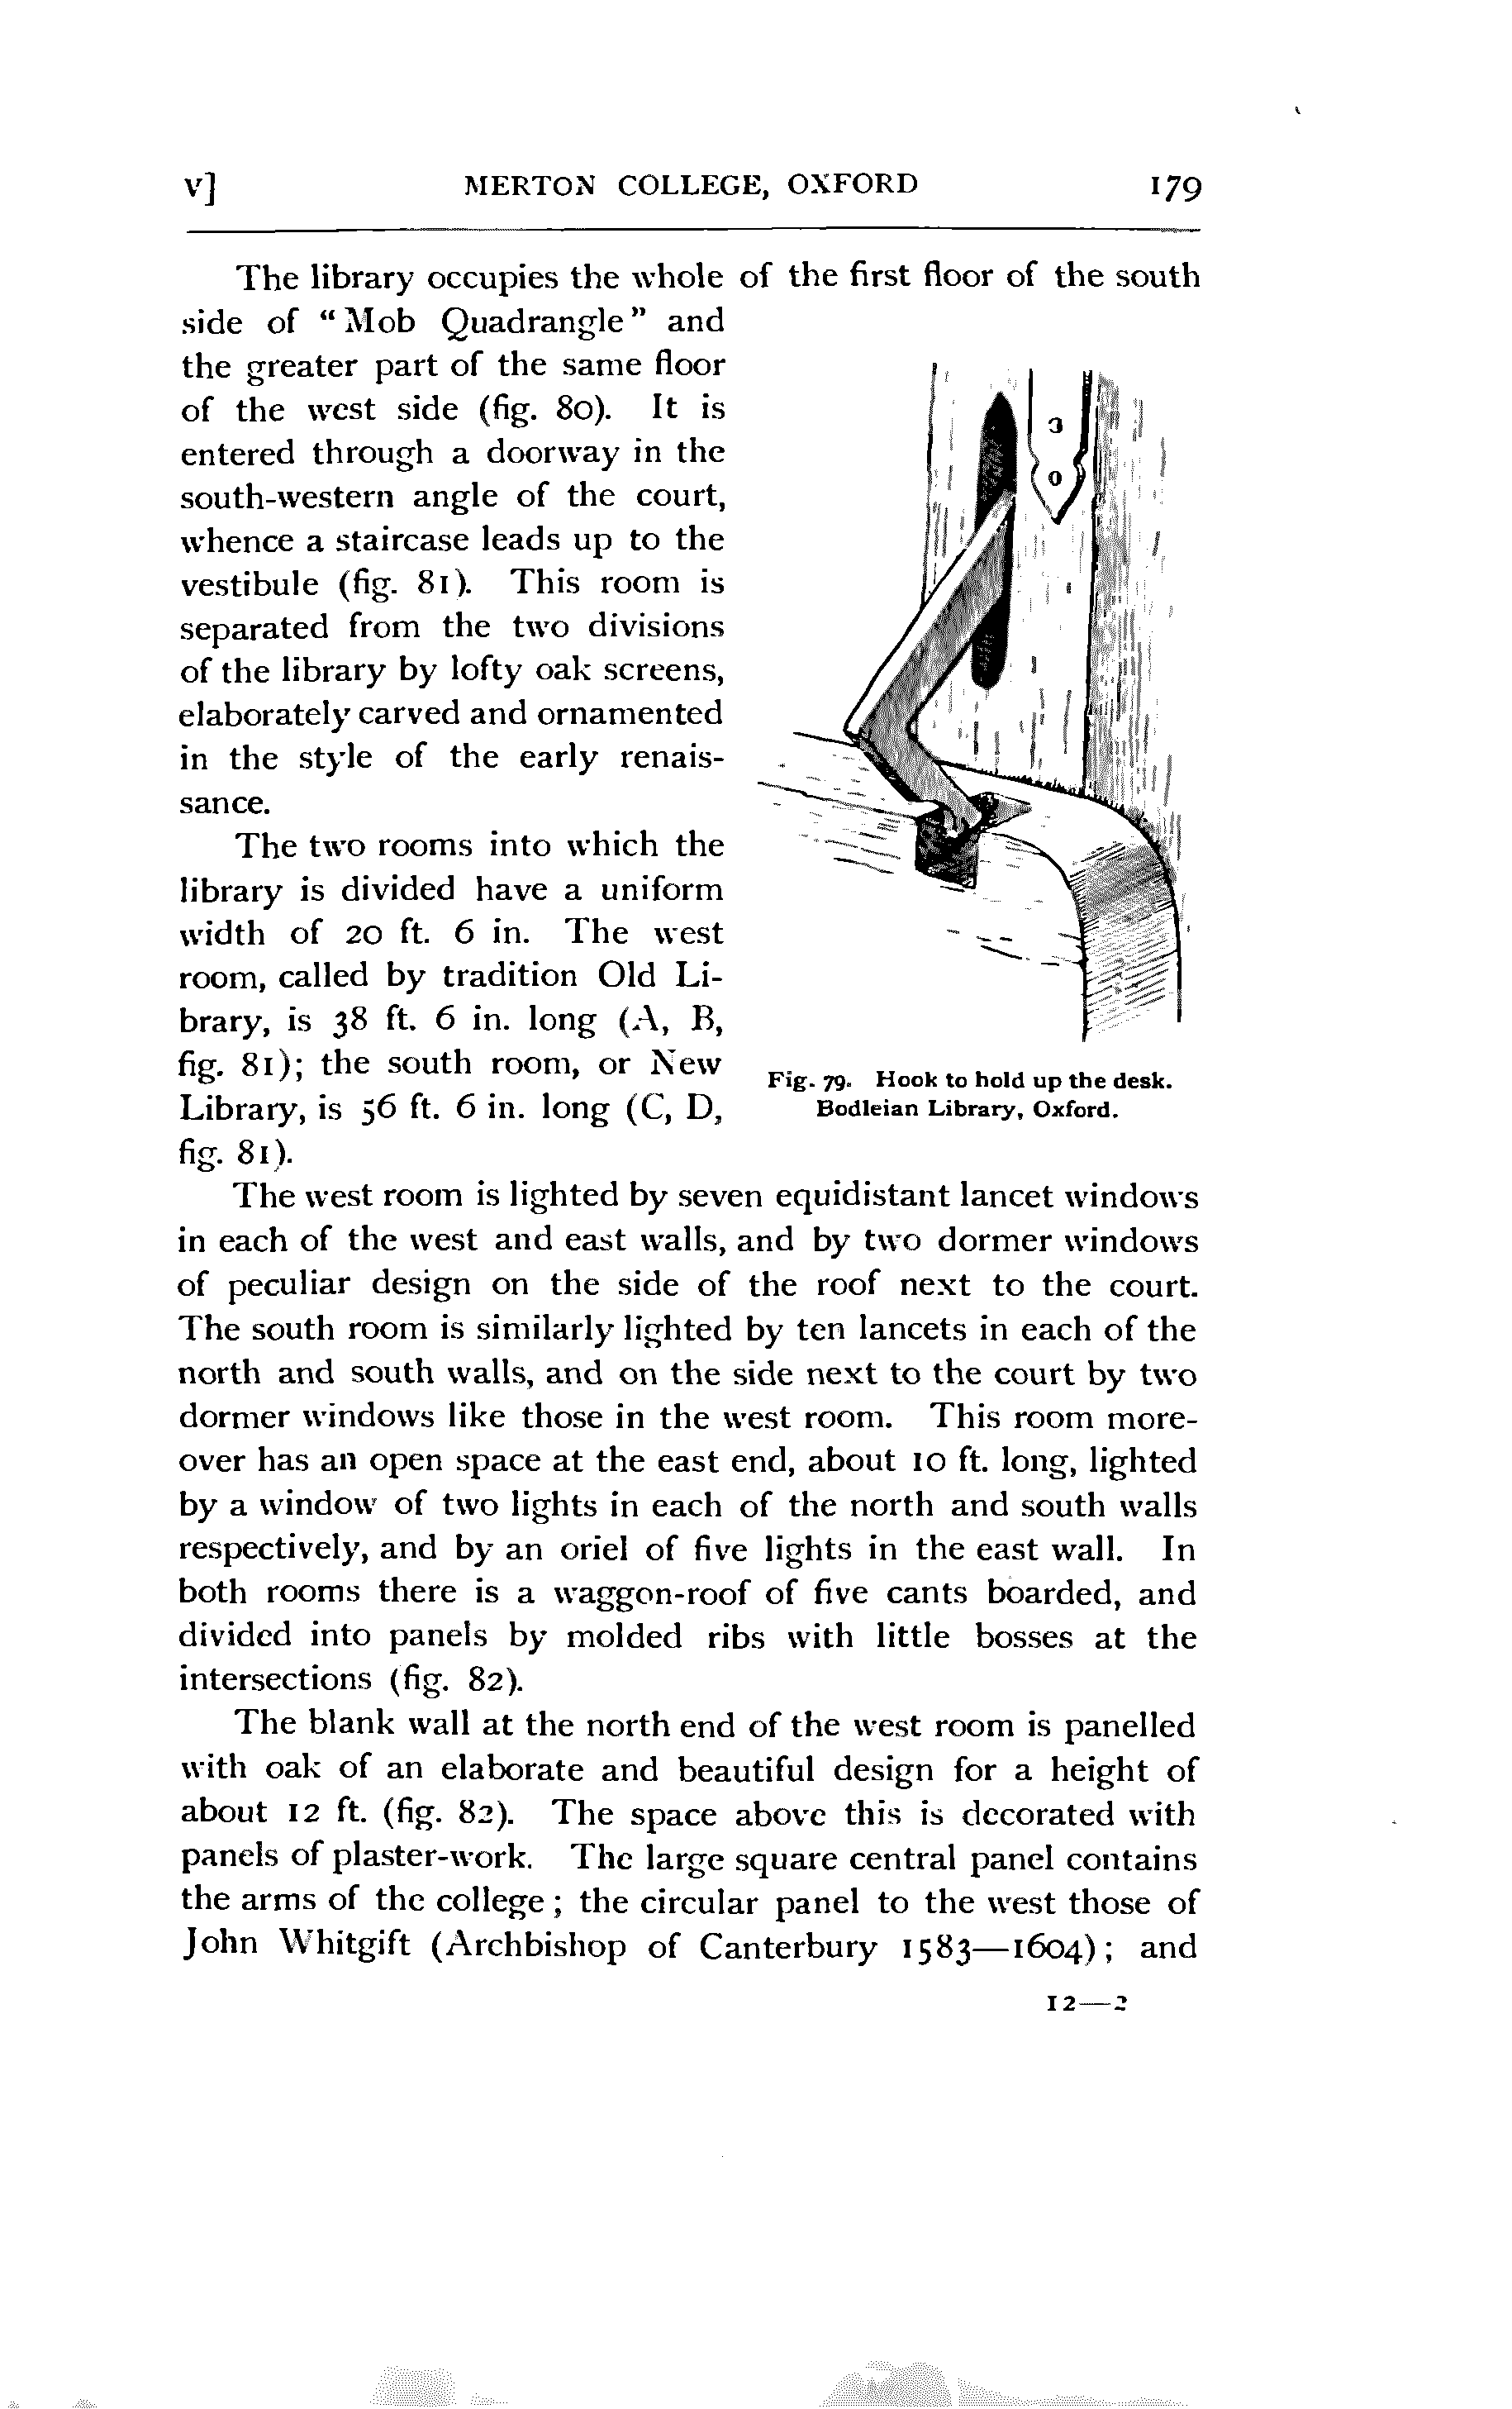 v] MERTON COLLEGE, OXFORD 179
The library occupies the whole of the first floor of the south
side of "Mob Quadrangle" and
the greater part of the same floor
of the west side (fig. 80). It is
entered through a doorway in the
south-western angle of the court,
whence a staircase leads up to the
vestibule (fig. 81). This room is
separated from the two divisions
of the library by lofty oak screens,
elaborately carved and ornamented
in the style of the early renais-
sance.
The two rooms into which the
library is divided have a uniform
width of 20 ft. 6 in. The west
room, called by tradition Old Li-
brary, is 38 ft. 6 in. long (A, B,
fig. 81); the south room, or New
Library, is 56 ft. 6 in. long (C, D,
fig. 81).
Fig. 79. Hook to hold up the desk.
Bodleian Library, Oxford.
The west room is lighted by seven equidistant lancet windows
in each of the west and east walls, and by two dormer windows
of peculiar design on the side of the roof next to the court.
The south room is similarly lighted by ten lancets in each of the
north and south walls, and on the side next to the court by two
dormer windows like those in the west room. This room more-
over has an open space at the east end, about 10 ft. long, lighted
by a window of two lights in each of the north and south walls
respectively, and by an oriel of five lights in the east wall. In
both rooms there is a waggon-roof of five cants boarded, and
divided into panels by molded ribs with little bosses at the
intersections (fig. 82).
The blank wall at the north end of the west room is panelled
with oak of an elaborate and beautiful design for a height of
about 12 ft. (fig. 82). The space above this is decorated with
panels of plaster-work. The large square central panel contains
the arms of the college; the circular panel to the west those of
John Whitgift (Archbishop of Canterbury 1583—1604); and
12—2